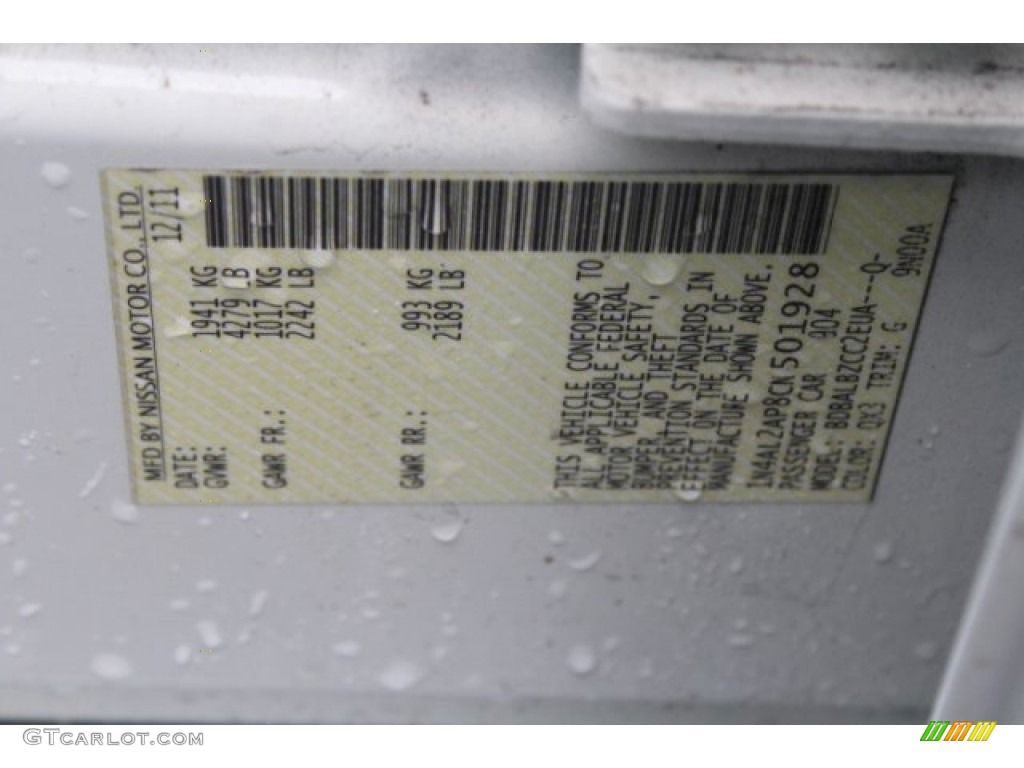 MFD BY NISSAN MOTOR CO., LTD
DATE: 12/11
GVWR: 1941 KG
4279 LB
GAWR FR.: 1017 KG
2242 LB
GAWR RR.: 993 KG
2189 LB
THIS VEHICLE CONFORMS TO
ALL APPLICABLE FEDERAL
MOTOR VEHICLE SAFETY,
BUMPER, AND THEFT
PREVENTION STANDARDS IN
EFFECT ON THE DATE OF
MANUFACTURE SHOWN ABOVE.
1N4AL2AP8CN501928
PASSENGER CAR 904
MODEL: BDBALBZCC2EUA---Q-
COLOR: QX3 TRIM: G 9N00A
GTCarLot.com